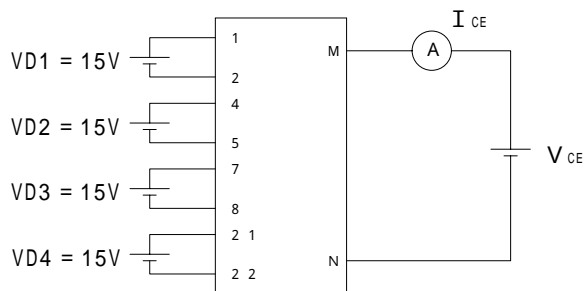 I CE
1
M
A
VD1 = 15V
2
4
VD2 = 15V
5
V CE
7
VD3 = 15V
8
2 1
N
VD4 = 15V
2 2